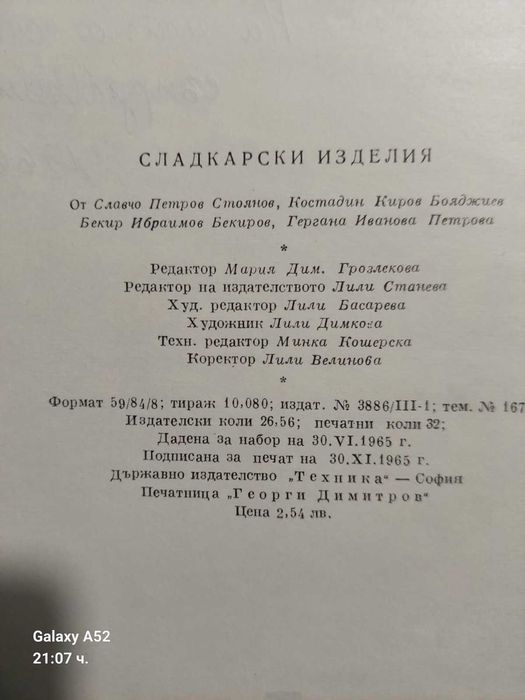 СЛАДКАРСКИ ИЗДЕЛИЯ
От Славчо Петров Стоянов, Костадин Киров Бояджиев
Бекир Ибраимов Бекиров, Гергана Иванова Петрова
*
Редактор Мария Дим. Грозлекова
Редактор на издателството Лили Станева
Худ. редактор Лили Басарева
Художник Лили Димкова
Техн. редактор Минка Кошерска
Коректор Лили Велинова
*
Формат 59/84/8; тираж 10,080; издат. № 3886/III-1; тем. № 167
Издателски коли 26,56; печатни коли 32;
Дадена за набор на 30.VI.1965 г.
Подписана за печат на 30.XI.1965 г.
Държавно издателство „Техника" — София
Печатница „Георги Димитров"
Цена 2,54 лв.
Galaxy A52
21:07 ч.